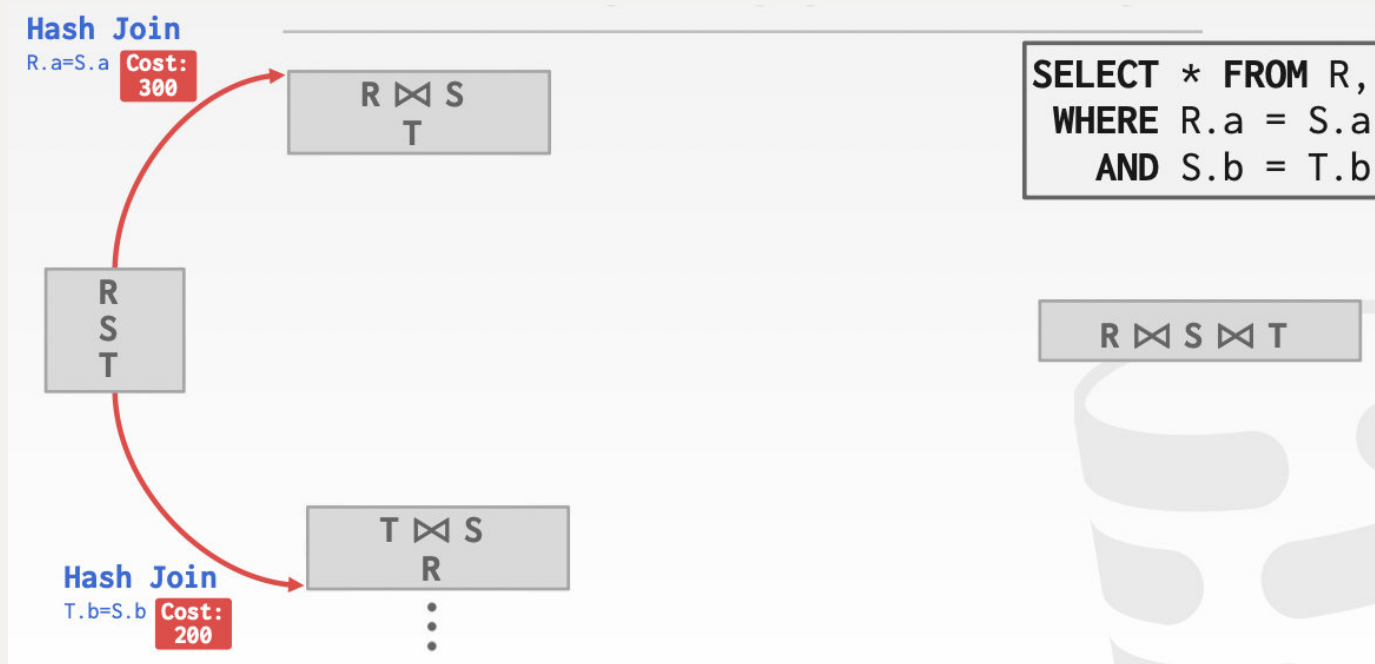 Hash Join
R.a=S.a
Cost:
300
R ⋈ S
T
SELECT * FROM R,
WHERE R.a = S.a
AND S.b = T.b
R
S
T
R ⋈ S ⋈ T
T ⋈ S
R
Hash Join
T.b=S.b
Cost:
200